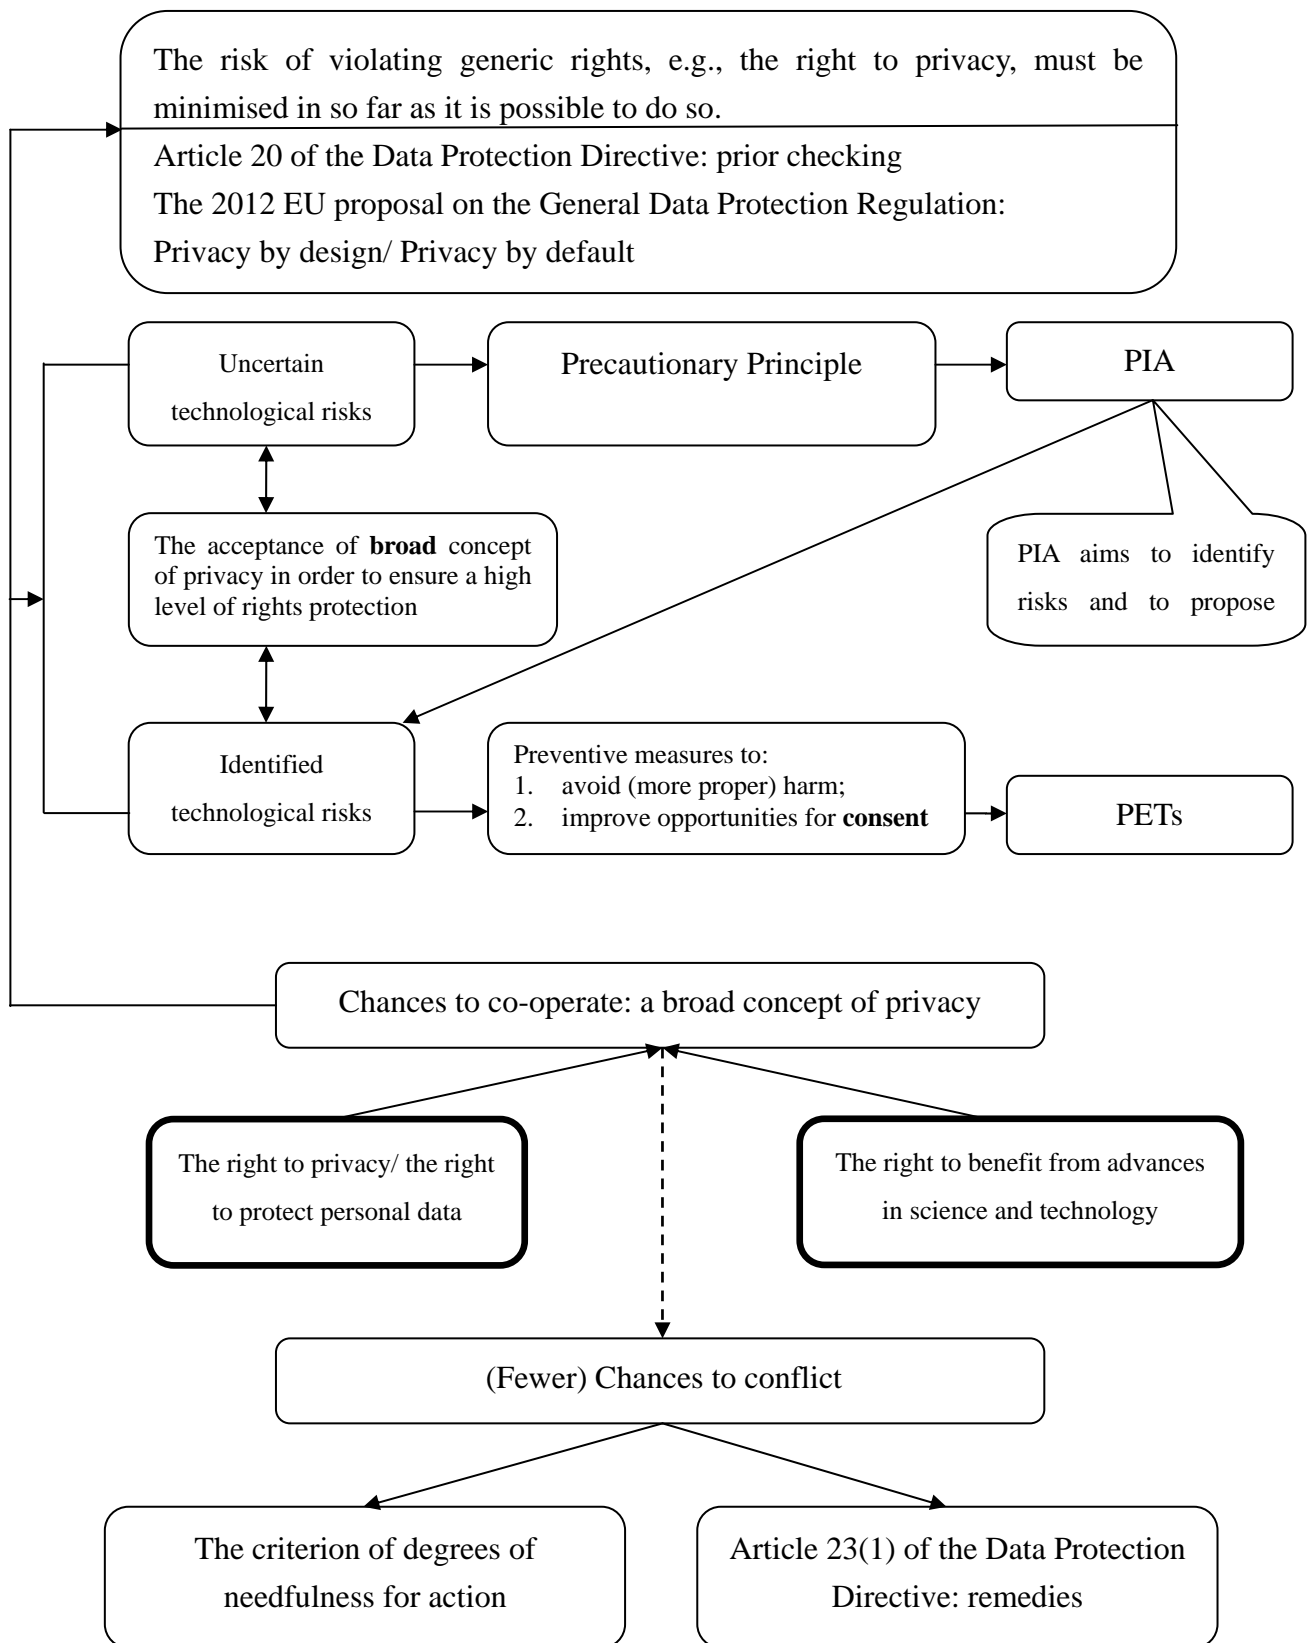 The risk of violating generic rights, e.g., the right to privacy, must be
minimised in so far as it is possible to do so.
Article 20 of the Data Protection Directive: prior checking
The 2012 EU proposal on the General Data Protection Regulation:
Privacy by design/ Privacy by default
Uncertain
technological risks
Precautionary Principle
PIA
The acceptance of broad concept
of privacy in order to ensure a high
level of rights protection
PIA aims to identify
risks and to propose
Identified
technological risks
Preventive measures to:
1. avoid (more proper) harm;
2. improve opportunities for consent
PETs
Chances to co-operate: a broad concept of privacy
The right to privacy/ the right
to protect personal data
The right to benefit from advances
in science and technology
(Fewer) Chances to conflict
The criterion of degrees of
needfulness for action
Article 23(1) of the Data Protection
Directive: remedies